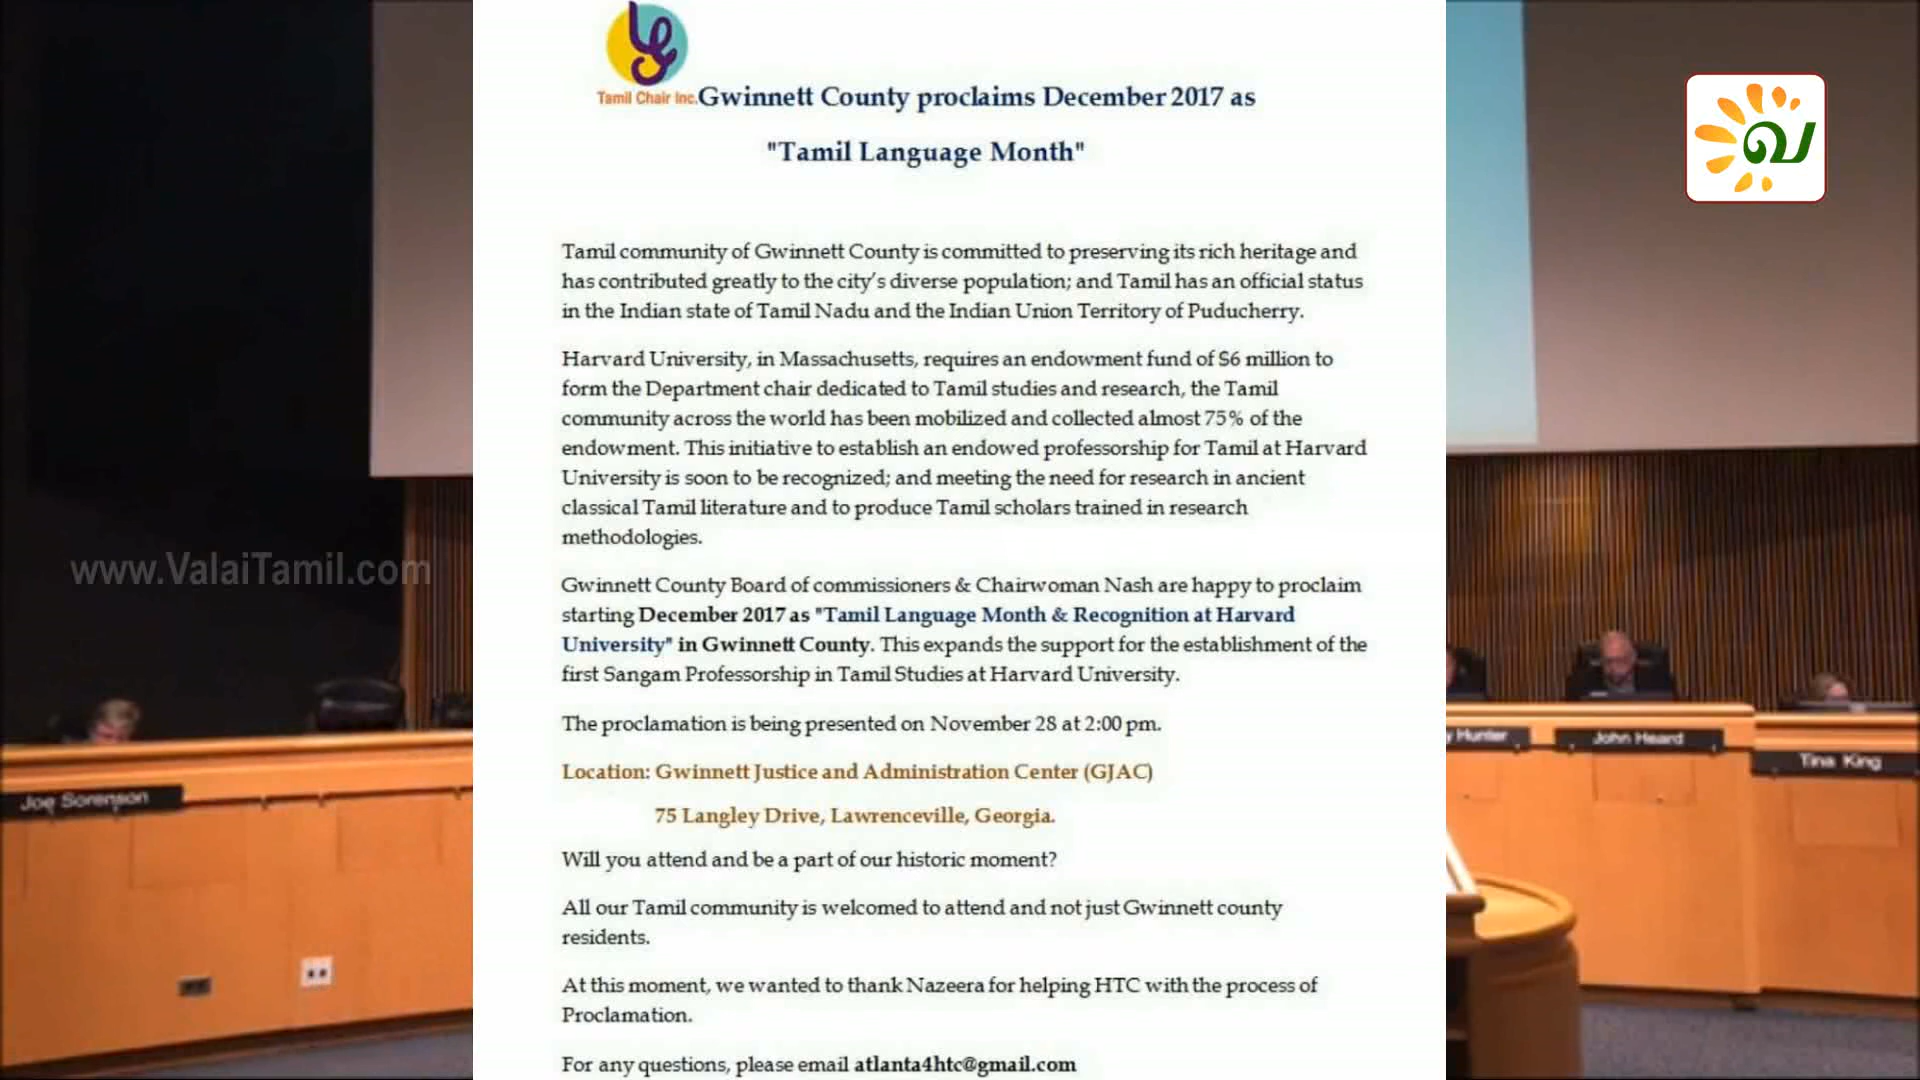 Tamil Chair Inc.
Gwinnett County proclaims December 2017 as
"Tamil Language Month"
வ
Tamil community of Gwinnett County is committed to preserving its rich heritage and
has contributed greatly to the city's diverse population; and Tamil has an official status
in the Indian state of Tamil Nadu and the Indian Union Territory of Puducherry.
Harvard University, in Massachusetts, requires an endowment fund of $6 million to
form the Department chair dedicated to Tamil studies and research, the Tamil
community across the world has been mobilized and collected almost 75% of the
endowment. This initiative to establish an endowed professorship for Tamil at Harvard
University is soon to be recognized; and meeting the need for research in ancient
classical Tamil literature and to produce Tamil scholars trained in research
methodologies.
www.ValaiTamil.com
Gwinnett County Board of commissioners & Chairwoman Nash are happy to proclaim
starting December 2017 as "Tamil Language Month & Recognition at Harvard
University" in Gwinnett County. This expands the support for the establishment of the
first Sangam Professorship in Tamil Studies at Harvard University.
The proclamation is being presented on November 28 at 2:00 pm.
Location: Gwinnett Justice and Administration Center (GJAC)
75 Langley Drive, Lawrenceville, Georgia.
Will you attend and be a part of our historic moment?
All our Tamil community is welcomed to attend and not just Gwinnett county
residents.
At this moment, we wanted to thank Nazeera for helping HTC with the process of
Proclamation.
For any questions, please email atlanta4htc@gmail.com
Joe Sorenson
y Hunter
John Heard
Tina King